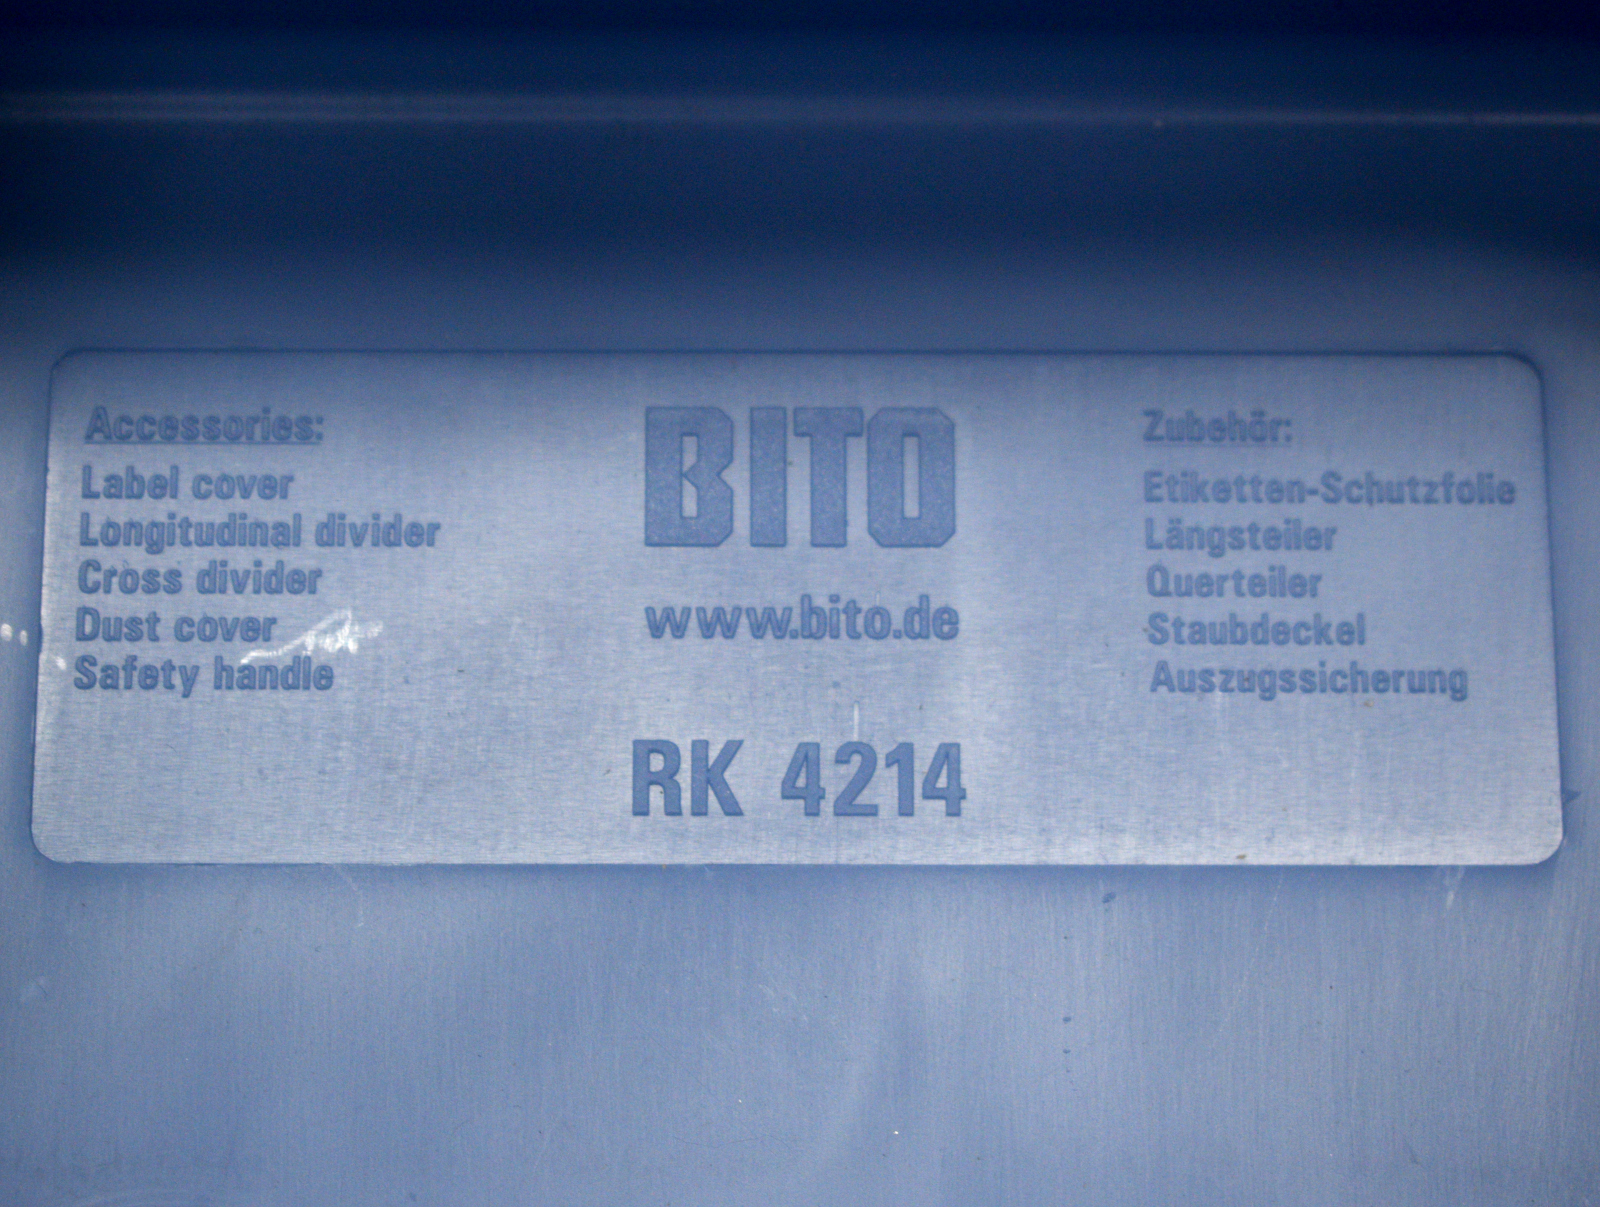 Accessories:
Label cover
Longitudinal divider
Cross divider
Dust cover
Safety handle
BITO
www.bito.de
RK 4214
Zubehör:
Etiketten-Schutzfolie
Längsteiler
Querteiler
Staubdeckel
Auszugssicherung